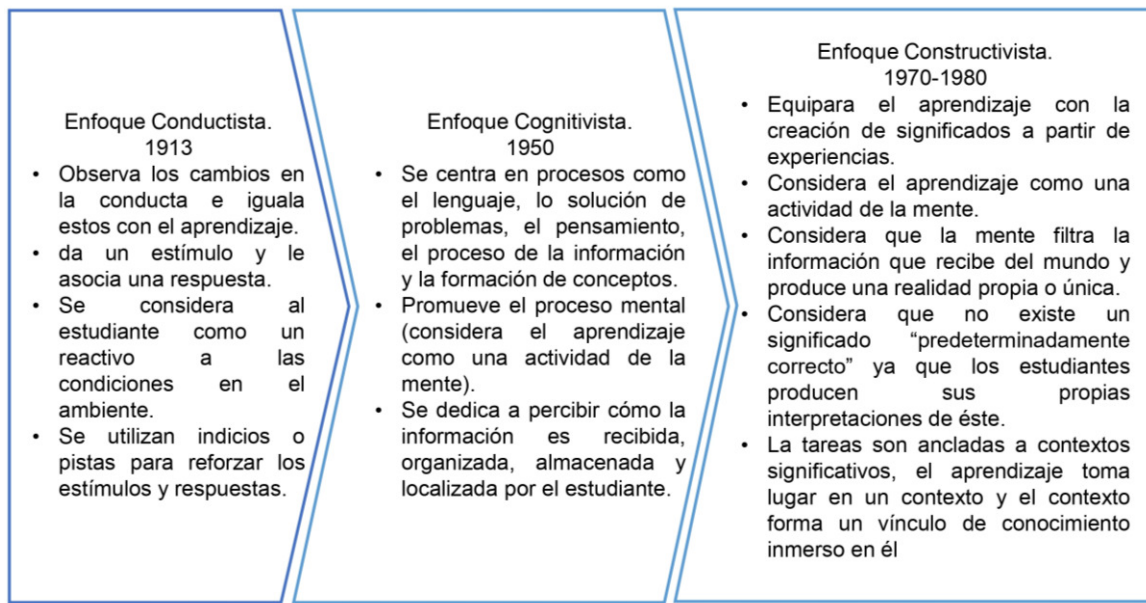 Enfoque Conductista.
1913
• Observa los cambios en
la conducta e iguala
estos con el aprendizaje.
• da un estímulo y le
asocia una respuesta.
• Se considera al
estudiante como un
reactivo a las
condiciones en el
ambiente.
• Se utilizan indicios o
pistas para reforzar los
estímulos y respuestas.
Enfoque Cognitivista.
1950
• Se centra en procesos como
el lenguaje, lo solución de
problemas, el pensamiento,
el proceso de la información
y la formación de conceptos.
• Promueve el proceso mental
(considera el aprendizaje
como una actividad de la
mente).
• Se dedica a percibir cómo la
información es recibida,
organizada, almacenada y
localizada por el estudiante.
Enfoque Constructivista.
1970-1980
• Equipara el aprendizaje con la
creación de significados a partir de
experiencias.
• Considera el aprendizaje como una
actividad de la mente.
• Considera que la mente filtra la
información que recibe del mundo y
produce una realidad propia o única.
• Considera que no existe un
significado “predeterminadamente
correcto” ya que los estudiantes
producen sus propias
interpretaciones de éste.
• La tareas son ancladas a contextos
significativos, el aprendizaje toma
lugar en un contexto y el contexto
forma un vínculo de conocimiento
inmerso en él